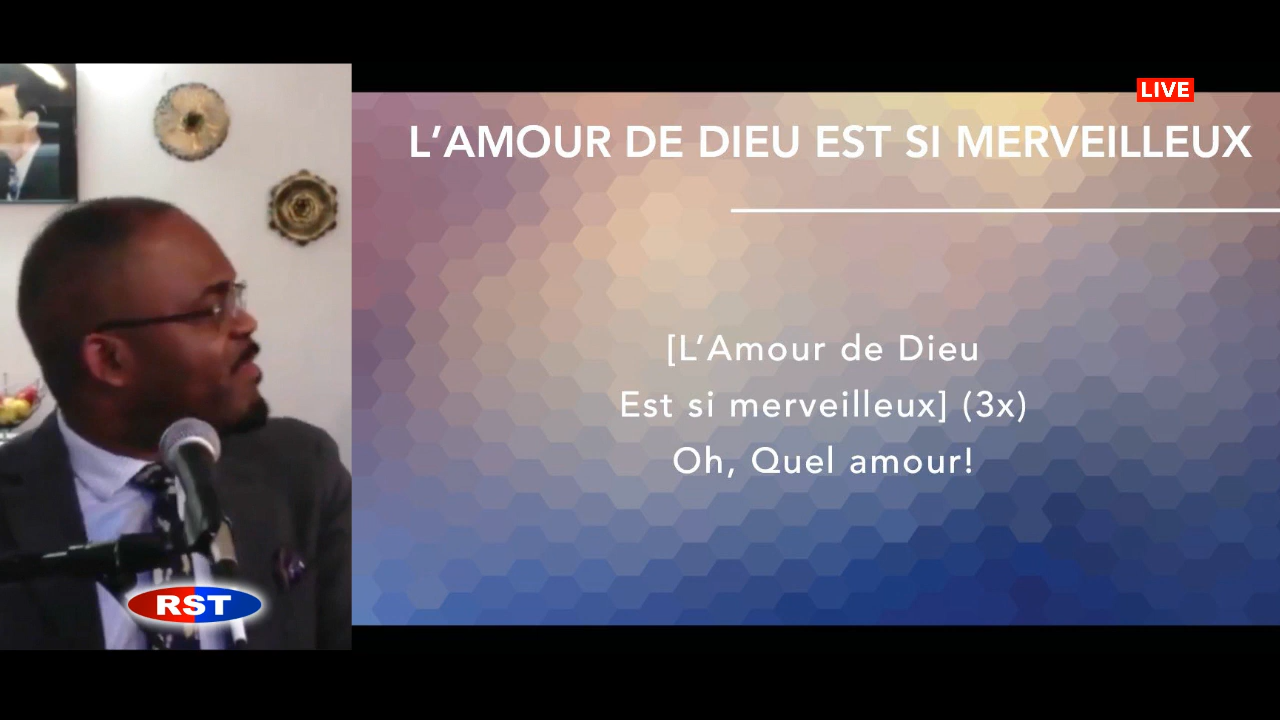 LIVE
L’AMOUR DE DIEU EST SI MERVEILLEUX
[L’Amour de Dieu
Est si merveilleux] (3x)
Oh, Quel amour!
RST